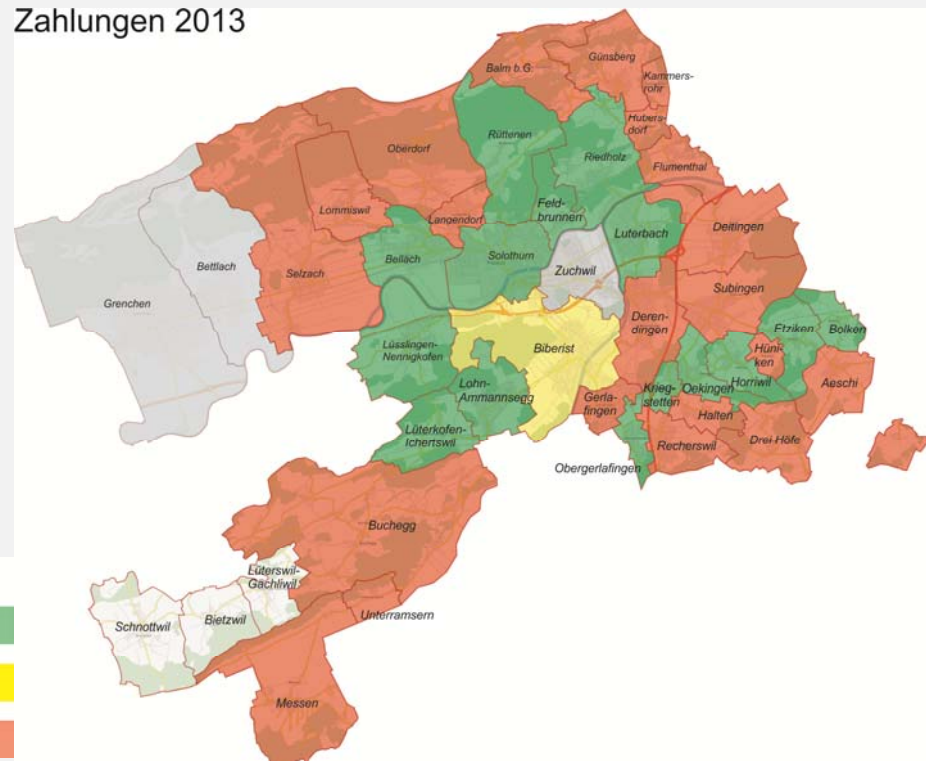 Zahlungen 2013
Günsberg
Balm b.G.
Kammers-
rohr
Hubers-
dorf
Rüttenen
Oberdorf
Riedholz
Flumenthal
Lommiswil
Feld-
brunnen
Langendorf
Luterbach
Deitingen
Bellach
Solothurn
Bettlach
Selzach
Zuchwil
Subingen
Grenchen
Deren-
dingen
Etziken
Bolken
Biberist
Lüsslingen-
Nennigkofen
Hüni-
ken
Lohn-
Ammannsegg
Krieg-
stetten
Oekingen
Horriwil
Aeschi
Gerla-
fingen
Halten
Lüterkofen-
Ichertswil
Recherswil
Drei Höfe
Obergerlafingen
Buchegg
Lüterswil-
Gächliwil
Schnottwil
Bietzwil
Unterramsern
Messen